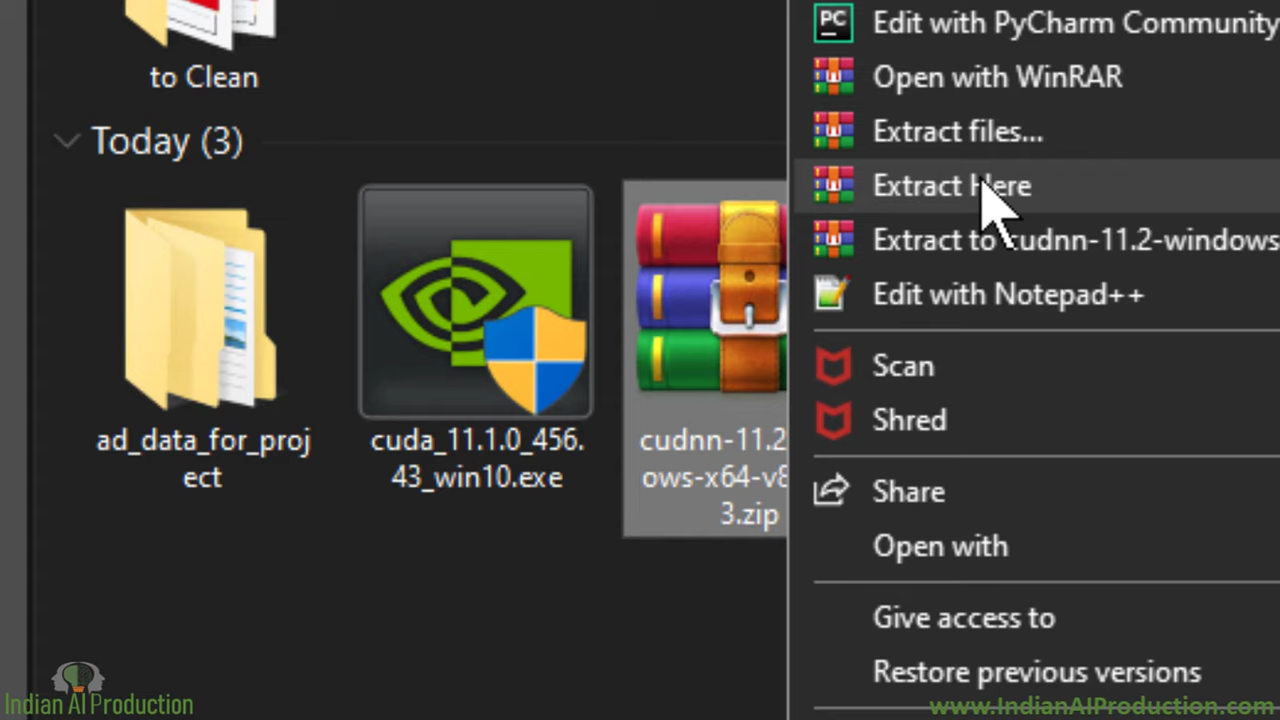 to Clean
Today (3)
ad_data_for_proj
ect
cuda_11.1.0_456.
43_win10.exe
cudnn-11.2
ows-x64-v8
3.zip
PC
Edit with PyCharm Community
Open with WinRAR
Extract files...
Extract Here
Extract to cudnn-11.2-windows
Edit with Notepad++
Scan
Shred
Share
Open with
Give access to
Restore previous versions
Indian AI Production
www.IndianAIProduction.com